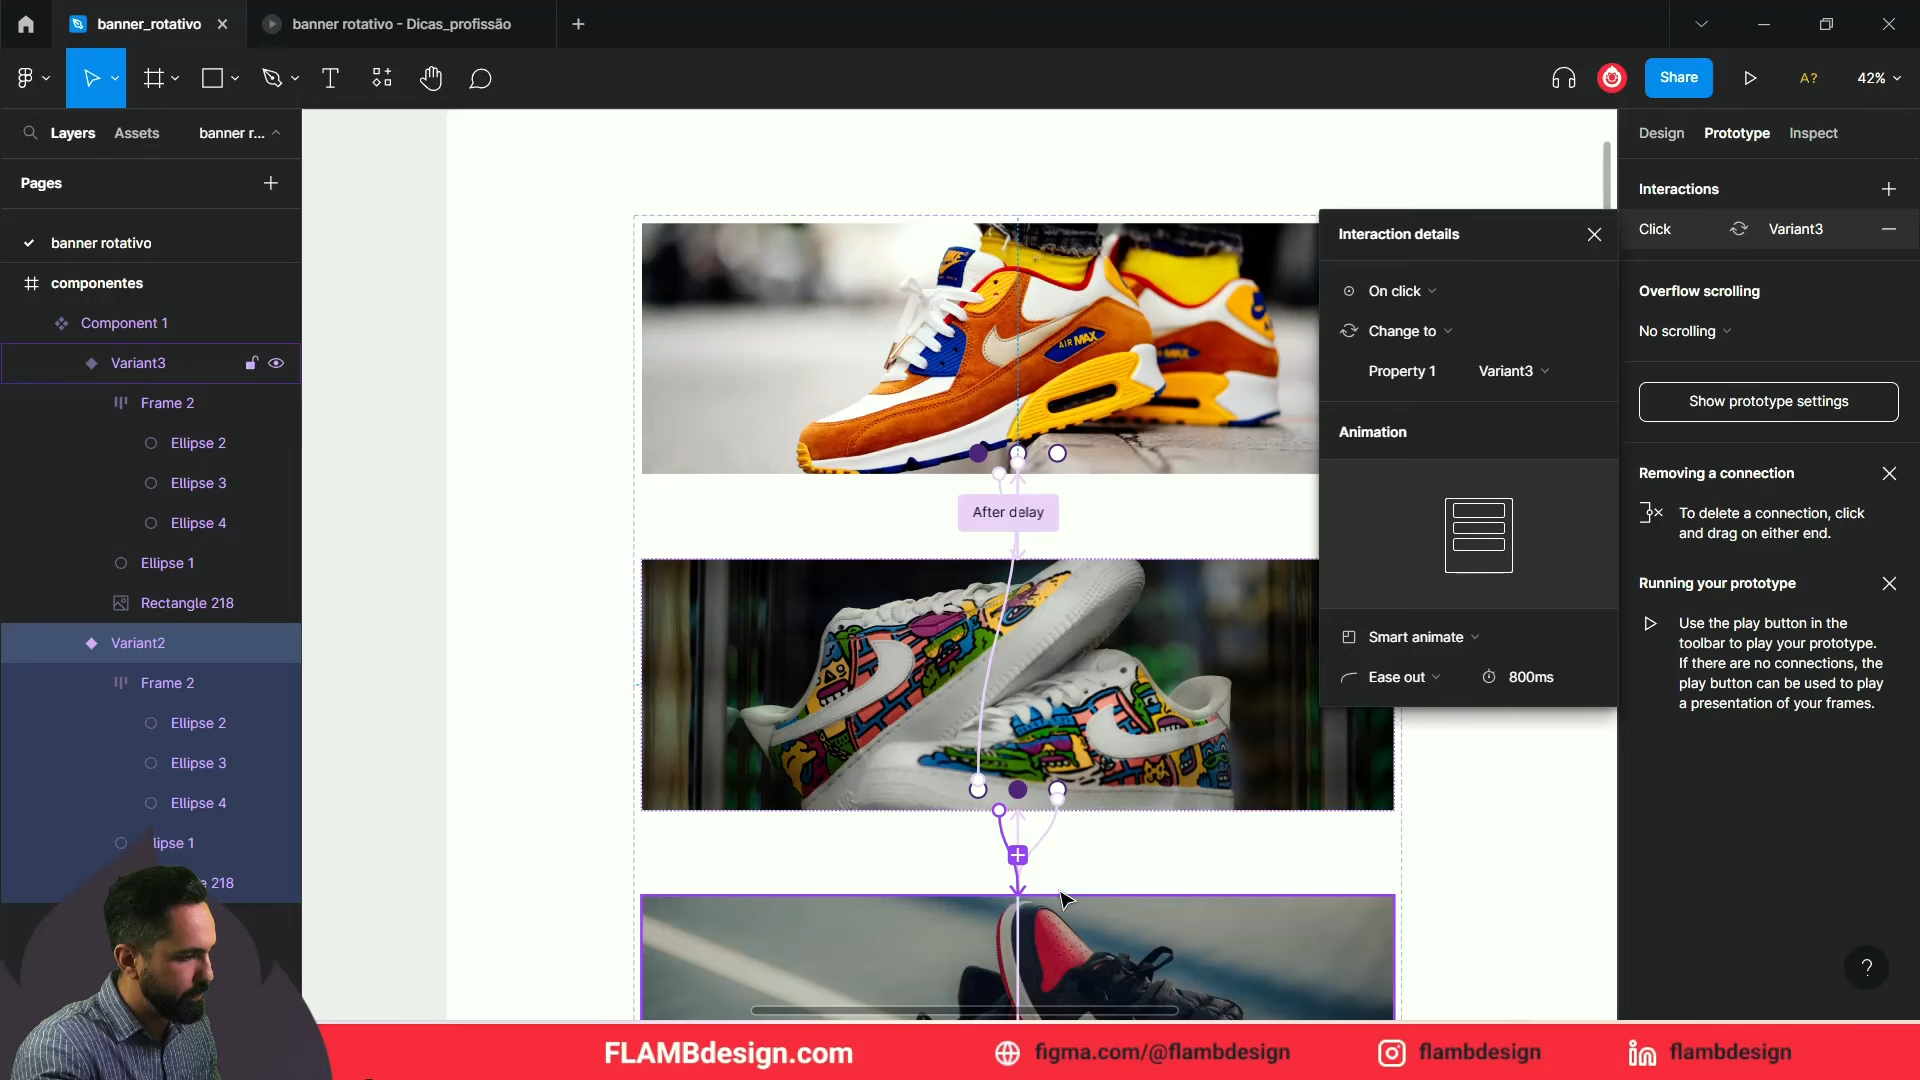 banner_rotativo
banner rotativo - Dicas_profissão
Share
A?
42%
Layers
Assets
banner r...
Pages
banner rotativo
componentes
Component 1
Variant3
Frame 2
Ellipse 2
Ellipse 3
Ellipse 4
Ellipse 1
Rectangle 218
Variant2
Frame 2
Ellipse 2
Ellipse 3
Ellipse 4
lipse 1
e 218
AIR MAX
After delay
Interaction details
On click
Change to
Property 1
Variant3
Animation
Smart animate
Ease out
800ms
Design
Prototype
Inspect
Interactions
Click
Variant3
Overflow scrolling
No scrolling
Show prototype settings
Removing a connection
To delete a connection, click
and drag on either end.
Running your prototype
Use the play button in the
toolbar to play your prototype.
If there are no connections, the
play button can be used to play
a presentation of your frames.
?
FLAMBdesign.com
figma.com/@flambdesign
flambdesign
flambdesign